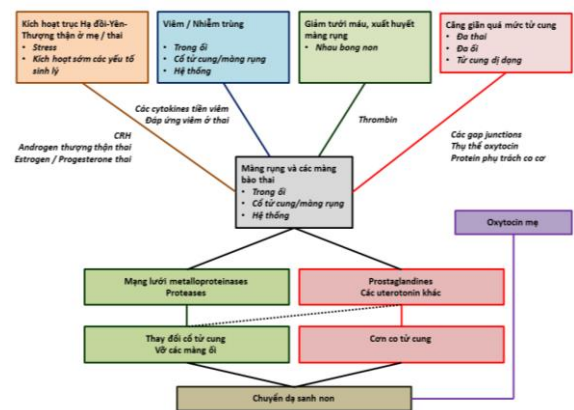 Kích hoạt trục Hạ đồi-Yên-
Thượng thận ở mẹ / thai
• Stress
• Kích hoạt sớm các yếu tố
sinh lý
Viêm / Nhiễm trùng
• Trong ối
• Cổ tử cung/màng rụng
• Hệ thống
Giảm tưới máu, xuất huyết
màng rụng
• Nhau bong non
Căng giãn quá mức tử cung
• Đa thai
• Đa ối
• Tử cung dị dạng
CRH
Androgen thượng thận thai
Estrogen / Progesterone thai
Các cytokines tiền viêm
Đáp ứng viêm ở thai
Thrombin
Các gap junctions
Thụ thể oxytocin
Protein phụ trách co cơ
Màng rụng và các màng
bào thai
• Trong ối
• Cổ tử cung/màng rụng
• Hệ thống
Oxytocin mẹ
Mạng lưới metalloproteinases
Proteases
Prostaglandines
Các uterotonin khác
Thay đổi cổ tử cung
Vỡ các màng ối
Cơn co tử cung
Chuyển dạ sanh non